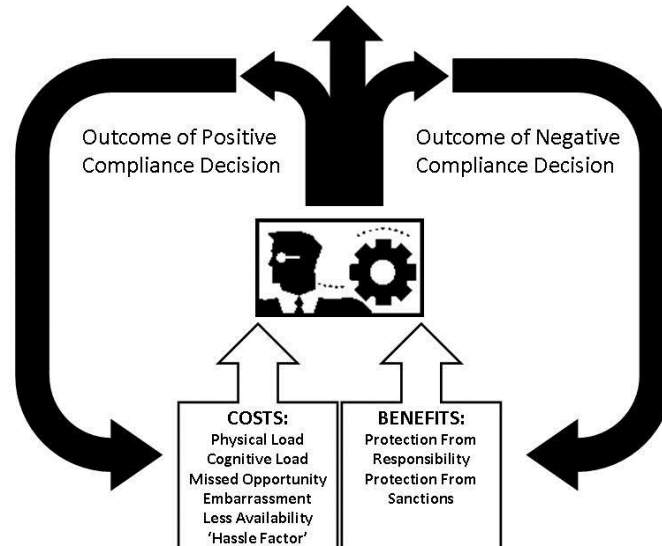 Outcome of Positive
Compliance Decision
Outcome of Negative
Compliance Decision
COSTS:
Physical Load
Cognitive Load
Missed Opportunity
Embarrassment
Less Availability
‘Hassle Factor’
BENEFITS:
Protection From
Responsibility
Protection From
Sanctions